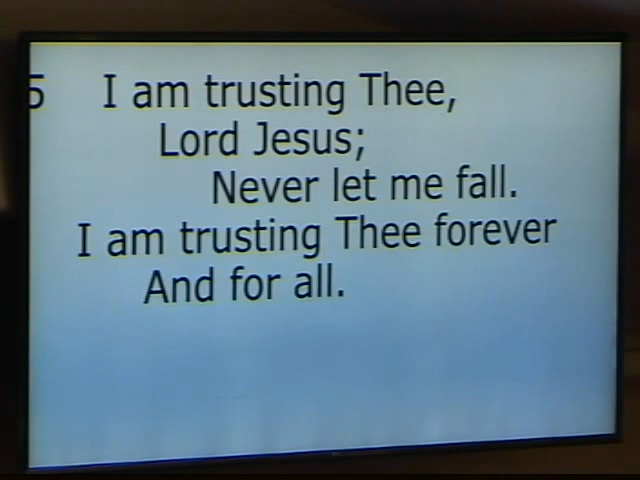 5 I am trusting Thee,
Lord Jesus;
Never let me fall.
I am trusting Thee forever
And for all.